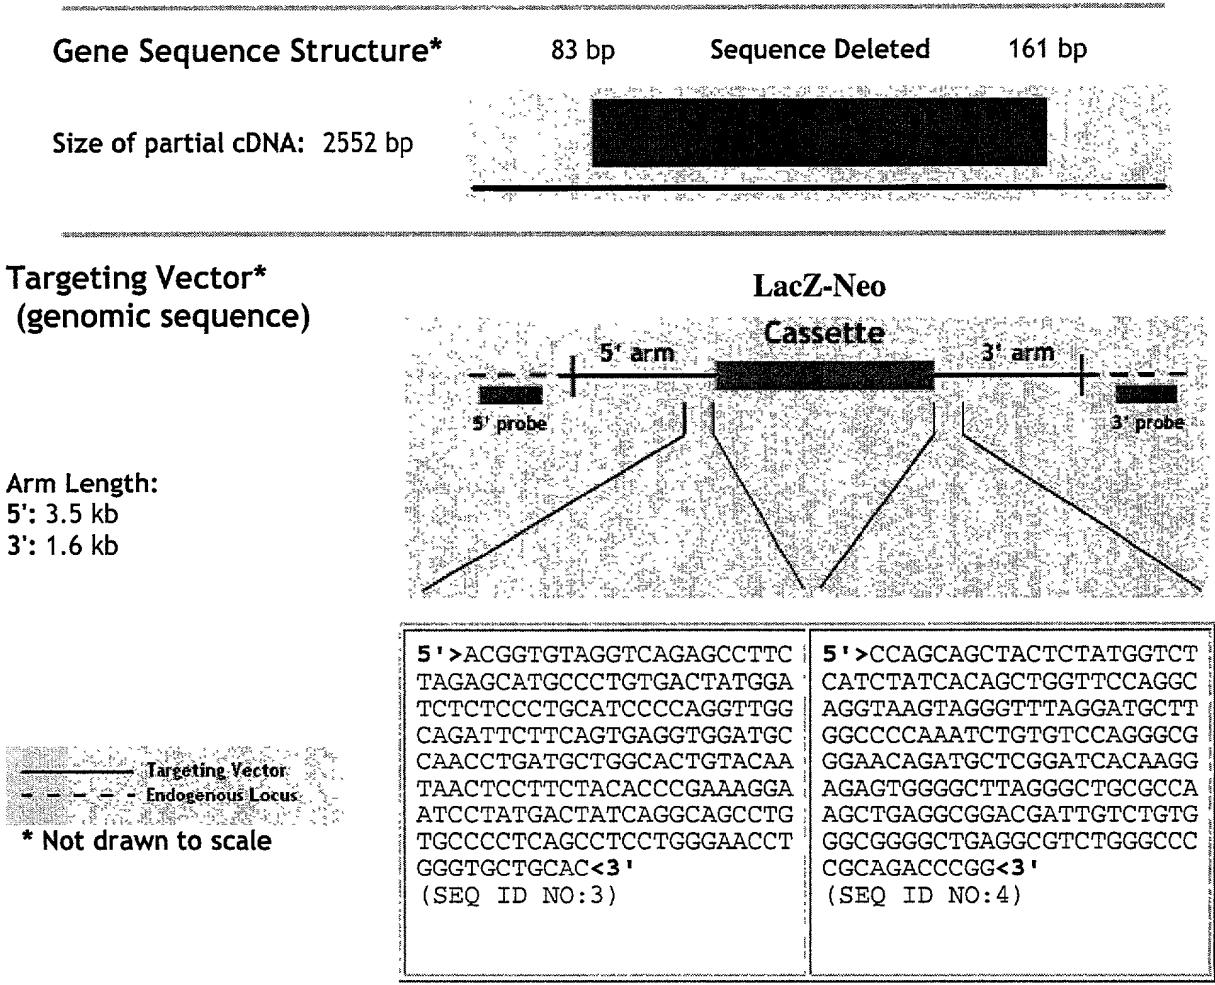 Gene Sequence Structure*
83 bp
Sequence Deleted
161 bp
Size of partial cDNA: 2552 bp
Targeting Vector*
(genomic sequence)
LacZ-Neo
Cassette
5' arm
3' arm
5' probe
3' probe
Arm Length:
5': 3.5 kb
3': 1.6 kb
5'>ACGGTGTAGGTCAGAGCCTTC
TAGAGCATGCCCTGTGACTATGGA
TCTCTCCCTGCATCCCCAGGTTGG
CAGATTCTTCAGTGAGGTGGATGC
CAACCTGATGCTGGCACTGTACAA
TAACTCCTTCTACACCCGAAAGGA
ATCCTATGACTATCAGGCAGCCTG
TGCCCCTCAGCCTCCTGGGAACCT
GGGTGCTGCAC<3'
(SEQ ID NO:3)
5'>CCAGCAGCTACTCTATGGTCT
CATCTATCACAGCTGGTTCCAGGC
AGGTAAGTAGGGTTTAGGATGCTT
GGCCCCAAATCTGTGTCCAGGGCG
GGAACAGATGCTCGGATCACAAGG
AGAGTGGGGCTTAGGGCTGCGCCA
AGCTGAGGCGGACGATTGTCTGTG
GGCGGGGCTGAGGCGTCTGGGCCC
CGCAGACCCGG<3'
(SEQ ID NO:4)
Targeting Vector
Endogenous Locus
* Not drawn to scale